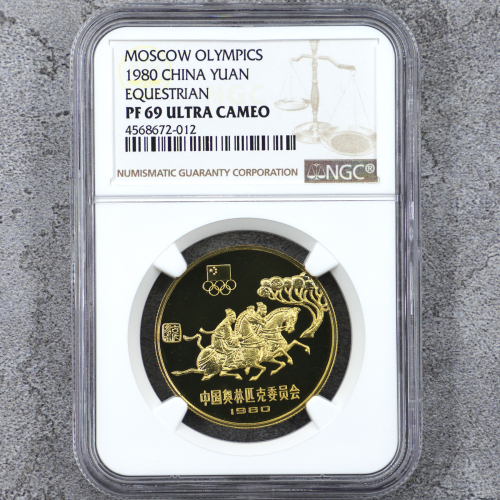 MOSCOW OLYMPICS
1980 CHINA YUAN
EQUESTRIAN
PF 69 ULTRA CAMEO
4568672-012
NUMISMATIC GUARANTY CORPORATION
NGC®
中国奥林匹克委员会
1980